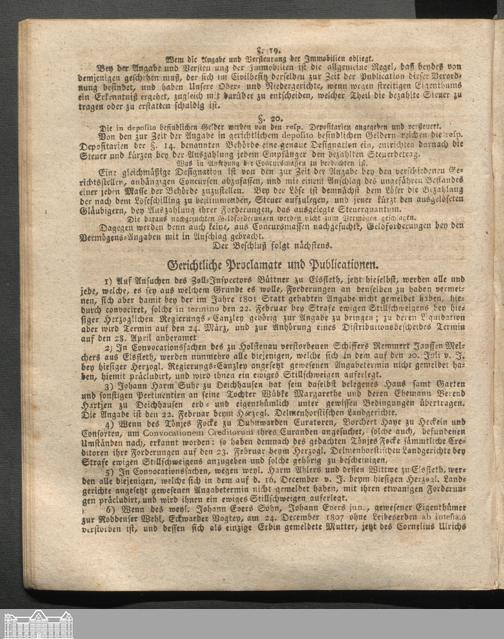 §. 19.
Wem die Angabe und Versteurung der Immobilien obliegt.
Bey der Angabe und Versteurung der Immobilien ist die allgemeine Regel, daß beydes von
demjenigen geschehen muß, der sich im Civilbesitz derselben zur Zeit der Publication dieser Verord-
nung befindet, und haben Unsere Ober- und Niedergerichte, wenn wegen streitigen Eigenthums
ein Erkenntniß ergehet, zugleich mit darüber zu entscheiden, welcher Theil die bezahlte Steuer zu
tragen oder zu erstatten schuldig ist.
§. 20.
Die in deposito befindlichen Gelder werden von den resp. Depositarien angegeben und versteuert.
Von den zur Zeit der Angabe in gerichtlichem deposito befindlichen Geldern reichen die resp.
Depositarien der §. 14. benannten Behörde eine genaue Designation ein, entrichten darnach die
Steuer und kürzen bey der Auszahlung jedem Empfänger den bezahlten Steuerbetrag.
Was in Ansehung der Concursmassen zu beobachten ist.
Eine gleichmäßige Designation ist von den zur Zeit der Angabe bey den verschiedenen Ge-
richtsstellen, anhängigen Concursen abzufassen, und mit einem Anschlag des ungefähren Bestandes
einer jeden Masse der Behörde zuzustellen. Bey der Löse ist demnächst dem Löser die Bezahlung
der nach dem Loseschilling zu bestimmenden, Steuer aufzulegen, und jener kürzt den ausgelöseten
Gläubigern, bey Auszahlung ihrer Forderungen, das ausgelegte Steuerquantum.
Die daraus nachgesuchten Geldforderungen werden nicht zum Vermögen geschlagen.
Dagegen werden denn auch keine, aus Concursmassen nachgesuchte, Geldforderungen bey den
Vermögens-Angaben mit in Anschlag gebracht.
Der Beschluß folgt nächstens.
Gerichtliche Proclamate und Publicationen.
1) Auf Ansuchen des Zoll-Inspectors Büttner zu Elsfleth, jetzt hieselbst, werden alle und
jede, welche, es sey aus welchem Grunde es wolle, Forderungen an denselben zu haben vermei-
nen, sich aber damit bey der im Jahre 1801 Statt gehabten Angabe nicht gemeldet haben, hie-
durch convociret, solche in termino den 22. Februar bey Strafe ewigen Stillschweigens bey hie-
siger Herzoglichen Regierungs-Canzley gehörig zur Angabe zu bringen; zu deren Liquidation
aber wird Termin auf den 24. März, und zur Anhörung eines Distributionsbescheides Termin
auf den 28. April anberamet
2) In Convocationssachen des zu Holstenau verstorbenen Schiffers Remmert Janssen Mel-
chers aus Elsfleth, werden nunmehro alle diejenigen, welche sich in dem auf den 20. Juli v. J.
bey hiesiger Herzogl. Regierungs-Canzley angesetzt gewesenen Angabetermin nicht gemeldet ha-
ben, hiemit präcludirt, und wird ihnen ein ewiges Stillschweigen auferlegt.
3) Johann Harm Suhr zu Deichhausen hat sein daselbst belegenes Haus samt Garten
und sonstigen Pertinentien an seine Tochter Wübke Margarethe und deren Ehemann Berend
Hartjen zu Deichhausen erb- und eigenthümlich unter gewissen Bedingungen übertragen.
Die Angabe ist den 22. Februar beym Herzogl. Delmenhorstischen Landgerichte.
4) Wenn des Tönjes Focke zu Butzwarden Curatoren, Borchert Haye zu Heckeln und
Consorten, um Convocationem Creditorum ihres Curanden angesuchet, solche auch, befundenen
Umständen nach, erkannt worden: so haben demnach des gedachten Tönjes Focke sämmtliche Cre-
ditoren ihre Forderungen auf den 23. Februar beym Herzogl. Delmenhorstischen Landgerichte bey
Strafe ewigen Stillschweigens anzugeben und solche gehörig zu bescheinigen.
5) In Convocationssachen, wegen weyl. Harm Ahlers und dessen Wittwe zu Elsfleth, wer-
den alle diejenigen, welche sich in dem auf d. 16. December v. J. beym hiesigen Herzogl. Land-
gerichte angesetzt gewesenen Angabetermin nicht gemeldet haben, mit ihren etwanigen Forderun-
gen präcludirt, und wird ihnen ein ewiges Stillschweigen auferlegt.
6) Wenn des weyl. Johann Evers Sohn, Johann Evers jun., gewesener Eigenthümer
zur Roddenser Wehl, Eckwarder Vogtey, am 24. December 1807 ohne Leibeserben ab intestato
verstorben ist, und dessen sich als einzige Erbin gemeldete Mutter, jetzt des Cornelius Ulrichs